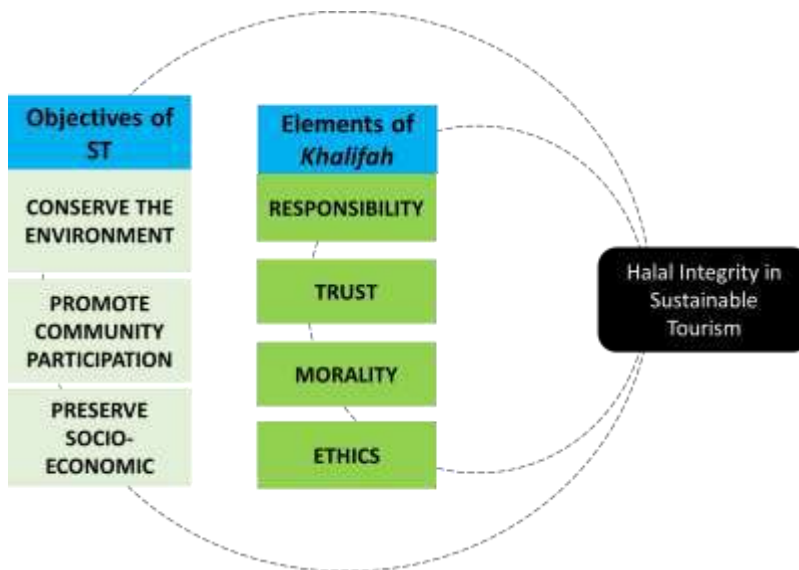 Objectives of
ST
CONSERVE THE
ENVIRONMENT
PROMOTE
COMMUNITY
PARTICIPATION
PRESERVE
SOCIO-
ECONOMIC
Elements of
Khalifah
RESPONSIBILITY
TRUST
MORALITY
ETHICS
Halal Integrity in
Sustainable
Tourism